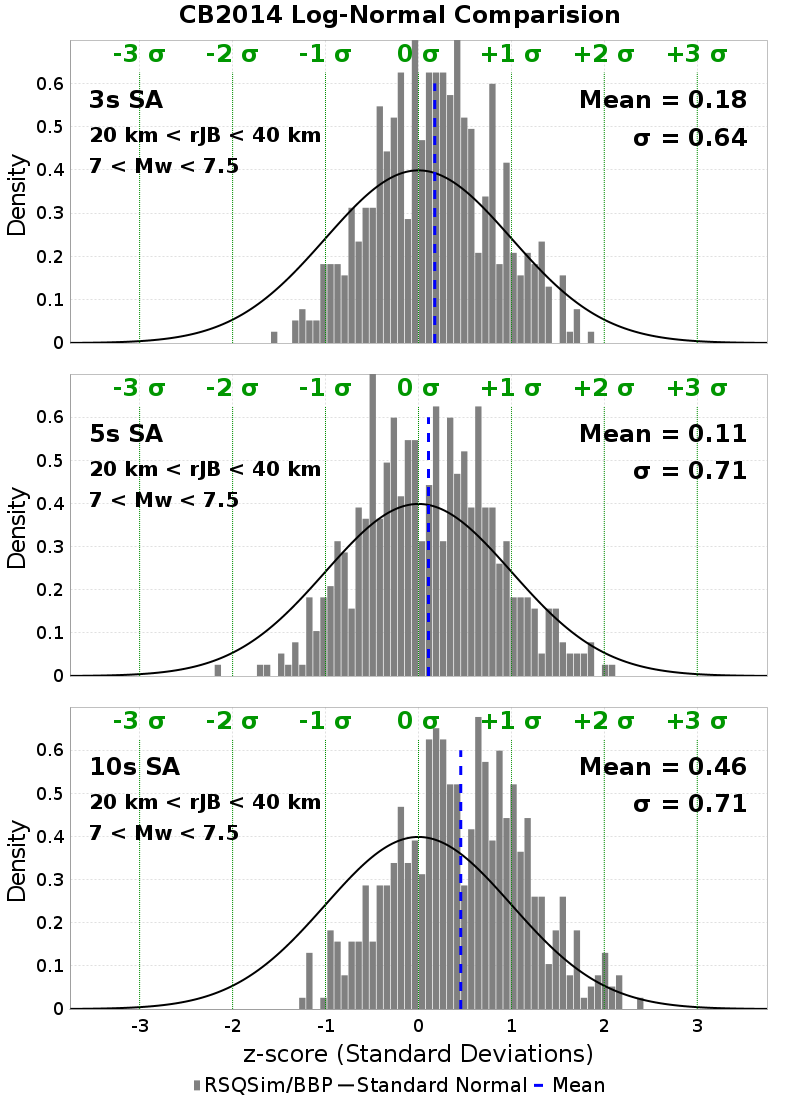 CB2014 Log-Normal Comparision
-3 σ -2 σ -1 σ 0 σ +1 σ +2 σ +3 σ
0.6
3s SA Mean = 0.18
0.5
20 km < rJB < 40 km σ = 0.64
7 < Mw < 7.5
0.4
Density
0.3
0.2
0.1
0
-3 σ -2 σ -1 σ 0 σ +1 σ +2 σ +3 σ
0.6
5s SA Mean = 0.11
0.5
20 km < rJB < 40 km σ = 0.71
7 < Mw < 7.5
0.4
Density
0.3
0.2
0.1
0
-3 σ -2 σ -1 σ 0 σ +1 σ +2 σ +3 σ
0.6
10s SA Mean = 0.46
0.5
20 km < rJB < 40 km σ = 0.71
7 < Mw < 7.5
0.4
Density
0.3
0.2
0.1
0
-3 -2 -1 0 1 2 3
z-score (Standard Deviations)
RSQSim/BBP Standard Normal Mean